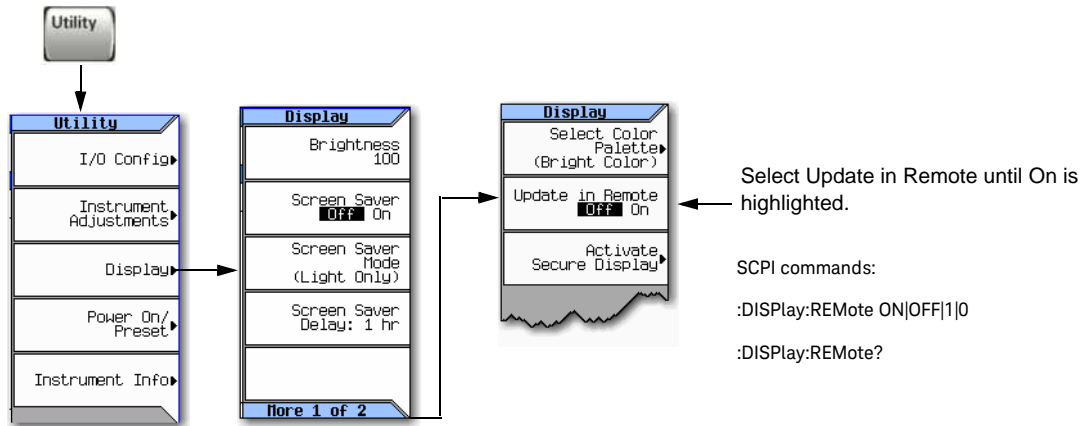 Utility
Utility
I/O Config
Instrument
Adjustments
Display
Power On/
Preset
Instrument Info
Display
Brightness
100
Screen Saver
Off On
Screen Saver
Mode
(Light Only)
Screen Saver
Delay: 1 hr
More 1 of 2
Display
Select Color
Palette
(Bright Color)
Update in Remote
Off On
Activate
Secure Display
Select Update in Remote until On is
highlighted.
SCPI commands:
:DISPlay:REMote ON|OFF|1|0
:DISPlay:REMote?